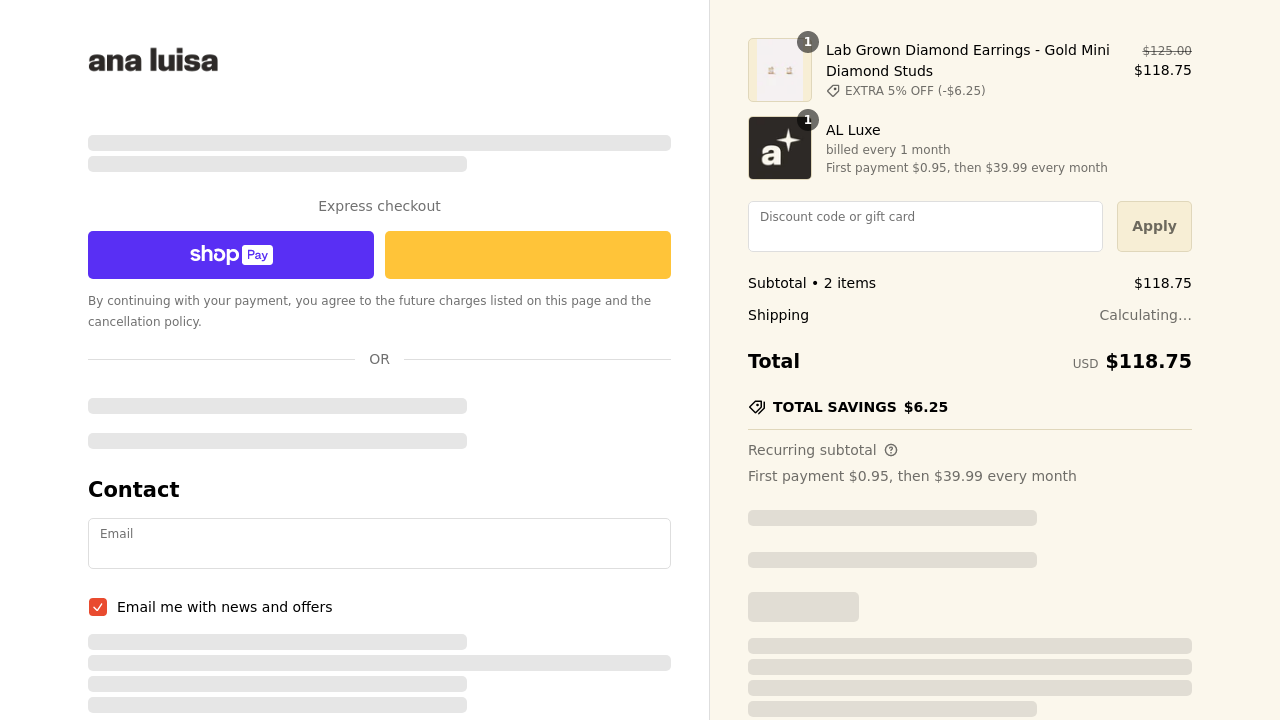 ana luisa
Express checkout
shop Pay
By continuing with your payment, you agree to the future charges listed on this page and the
cancellation policy.
OR
Contact
Email
Email me with news and offers
1
Lab Grown Diamond Earrings - Gold Mini
Diamond Studs
EXTRA 5% OFF (-$6.25)
$125.00
$118.75
1
a
AL Luxe
billed every 1 month
First payment $0.95, then $39.99 every month
Discount code or gift card
Apply
Subtotal • 2 items $118.75
Shipping Calculating...
Total USD $118.75
TOTAL SAVINGS $6.25
Recurring subtotal
First payment $0.95, then $39.99 every month